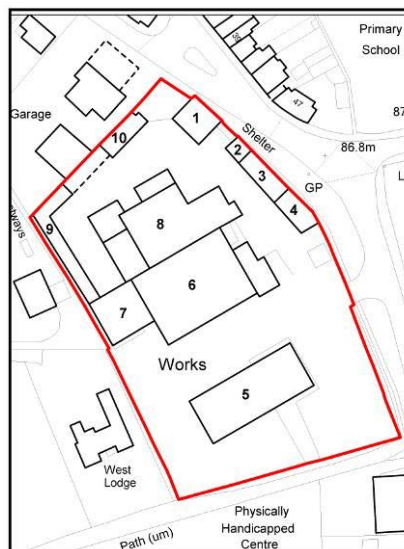 Primary
School
39
47
Garage
1
Shelter
10
2
87
86.8m
3
GP
L
4
9
8
6
7
Works
5
West
Lodge
Physically
Handicapped
Centre
Path (um)